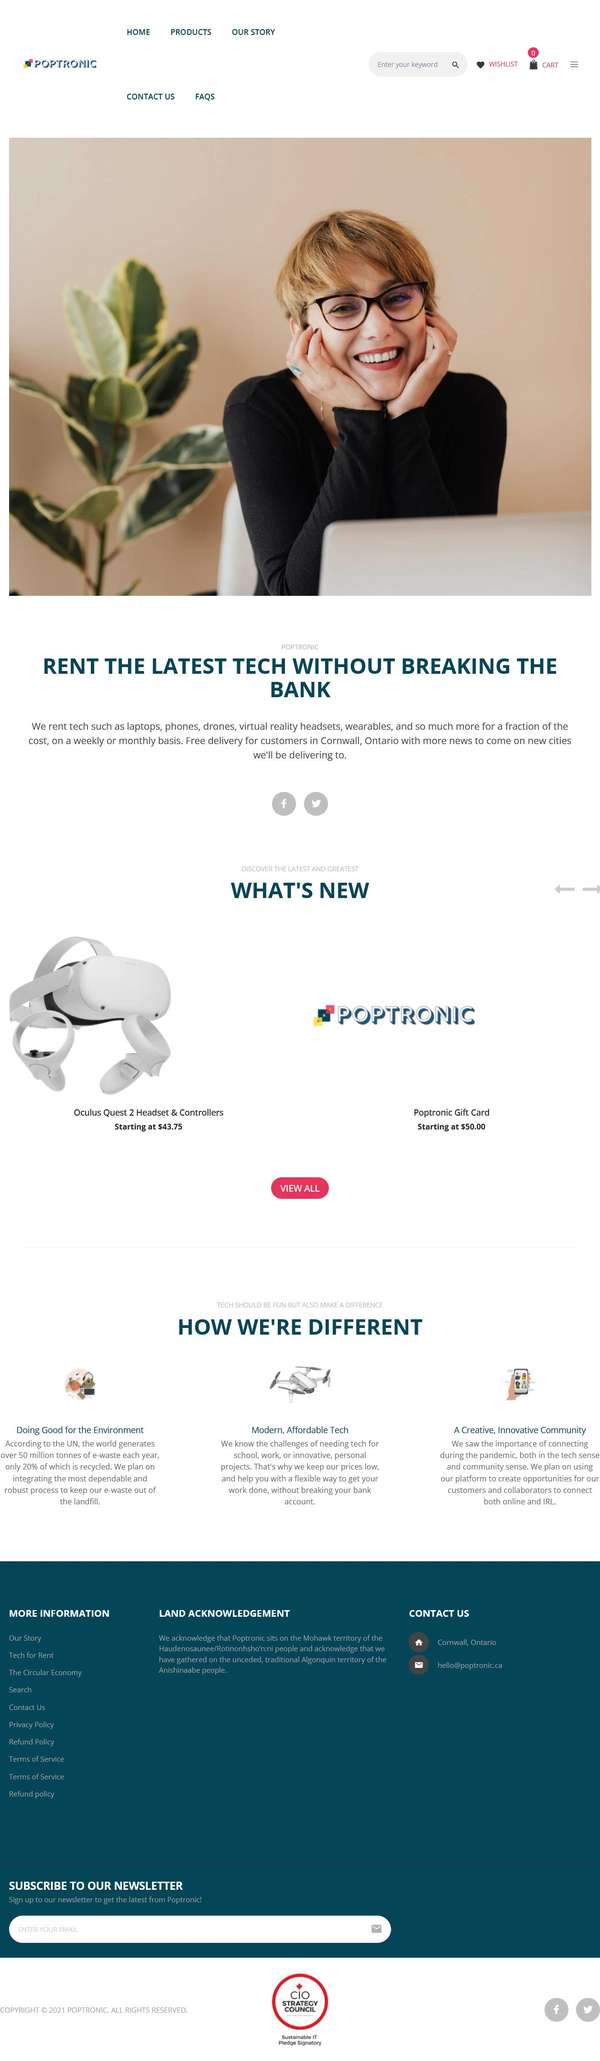 HOME PRODUCTS OUR STORY
POPTRONIC
Enter your keyword
WISHLIST
0
CART
CONTACT US FAQS
POPTRONIC
RENT THE LATEST TECH WITHOUT BREAKING THE
BANK
We rent tech such as laptops, phones, drones, virtual reality headsets, wearables, and so much more for a fraction of the
cost, on a weekly or monthly basis. Free delivery for customers in Cornwall, Ontario with more news to come on new cities
we'll be delivering to.
DISCOVER THE LATEST AND GREATEST
WHAT'S NEW
POPTRONIC
Oculus Quest 2 Headset & Controllers
Starting at $43.75
Poptronic Gift Card
Starting at $50.00
VIEW ALL
TECH SHOULD BE FUN BUT ALSO MAKE A DIFFERENCE
HOW WE'RE DIFFERENT
Doing Good for the Environment
According to the UN, the world generates
over 50 million tonnes of e-waste each year,
only 20% of which is recycled. We plan on
integrating the most dependable and
robust process to keep our e-waste out of
the landfill.
Modern, Affordable Tech
We know the challenges of needing tech for
school, work, or innovative, personal
projects. That's why we keep our prices low,
and help you with a flexible way to get your
work done, without breaking your bank
account.
A Creative, Innovative Community
We saw the importance of connecting
during the pandemic, both in the tech sense
and community sense. We plan on using
our platform to create opportunities for our
customers and collaborators to connect
both online and IRL.
MORE INFORMATION
Our Story
Tech for Rent
The Circular Economy
Search
Contact Us
Privacy Policy
Refund Policy
Terms of Service
Terms of Service
Refund policy
LAND ACKNOWLEDGEMENT
We acknowledge that Poptronic sits on the Mohawk territory of the
Haudenosaunee/Rotinonhsho'n:ni people and acknowledge that we
have gathered on the unceded, traditional Algonquin territory of the
Anishinaabe people..
CONTACT US
Cornwall, Ontario
hello@poptronic.ca
SUBSCRIBE TO OUR NEWSLETTER
Sign up to our newsletter to get the latest from Poptronic!
ENTER YOUR EMAIL
COPYRIGHT © 2021 POPTRONIC. ALL RIGHTS RESERVED.
CIO
STRATEGY
COUNCIL
Sustainable IT
Pledge Signatory